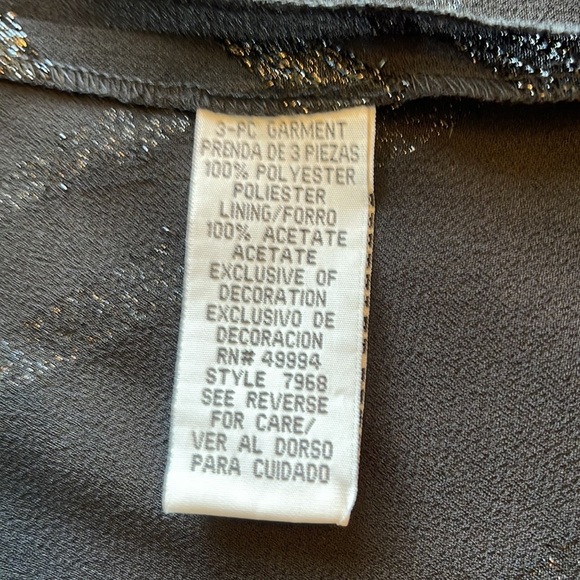 3-PC GARMENT
PRENDA DE 3 PIEZAS
100% POLYESTER
POLIESTER
LINING/FORRO
100% ACETATE
ACETATE
EXCLUSIVE OF
DECORATION
EXCLUSIVO DE
DECORACION
RN# 49994
STYLE 7968
SEE REVERSE
FOR CARE/
VER AL DORSO
PARA CUIDADO